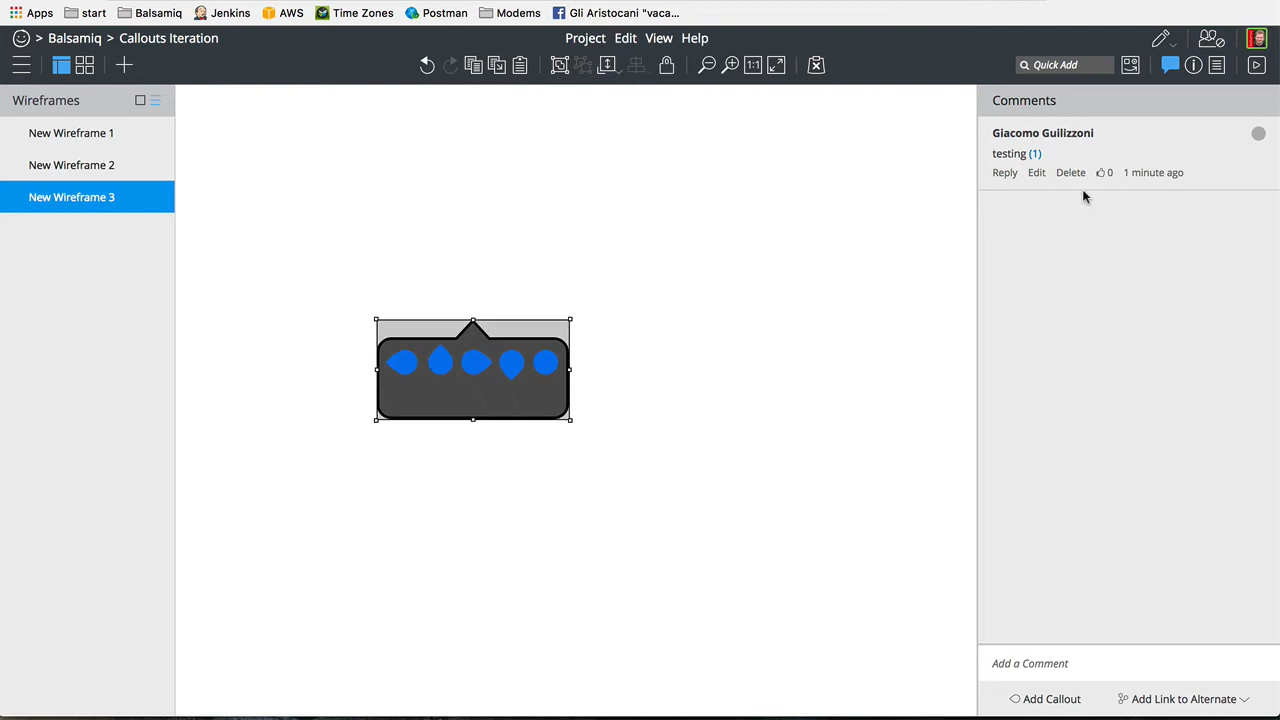 Apps start Balsamiq Jenkins AWS Time Zones Postman Modems Gli Aristocani "vaca...
> Balsamiq > Callouts Iteration Project Edit View Help
1:1 Quick Add
Wireframes
New Wireframe 1
New Wireframe 2
New Wireframe 3
Comments
Giacomo Guilizzoni
testing (1)
Reply Edit Delete 0 1 minute ago
Add a Comment
Add Callout Add Link to Alternate